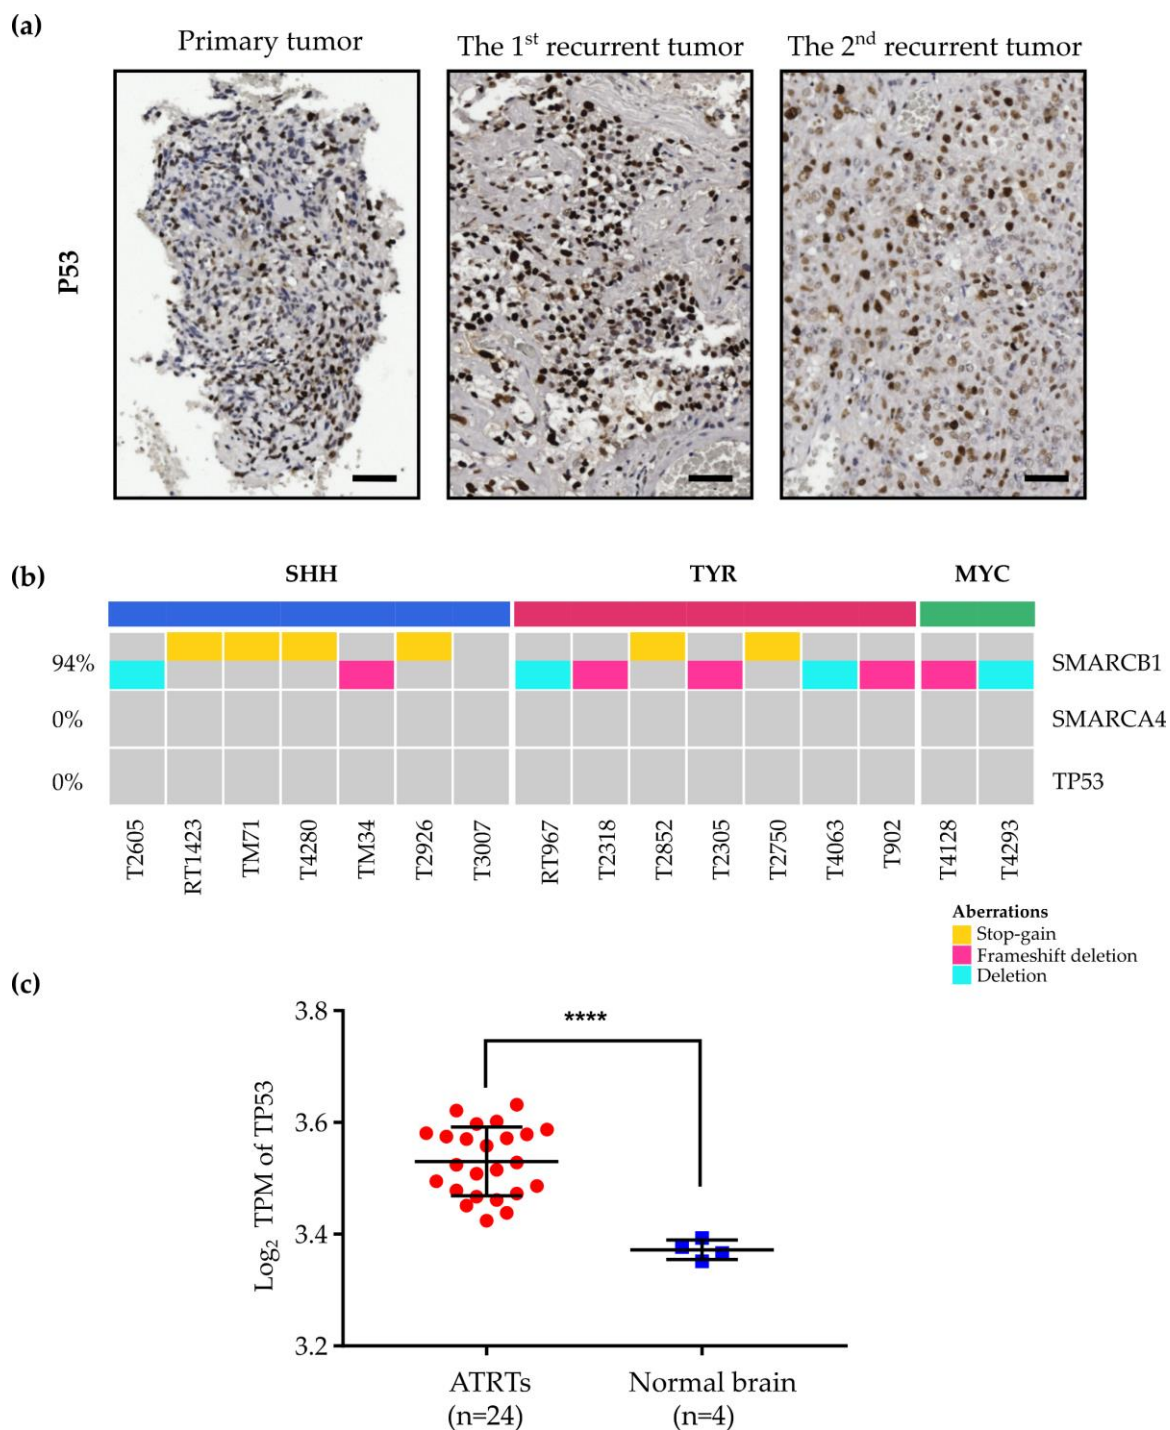 (a)
Primary tumor
The 1st recurrent tumor
The 2nd recurrent tumor
P53
(b)
SHH
TYR
MYC
94%
SMARCB1
0%
SMARCA4
0%
TP53
T2605
RT1423
TM71
T4280
TM34
T2926
T3007
RT967
T2318
T2852
T2305
T2750
T4063
T902
T4128
T4293
Aberrations
Stop-gain
Frameshift deletion
Deletion
(c)
3.8
3.6
3.4
3.2
Log2 TPM of TP53
****
ATRTs
(n=24)
Normal brain
(n=4)